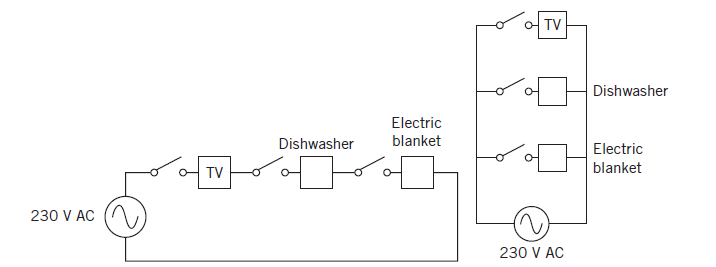 Electric
blanket
Dishwasher
TV
230 V AC
TV
Dishwasher
Electric
blanket
230 V AC